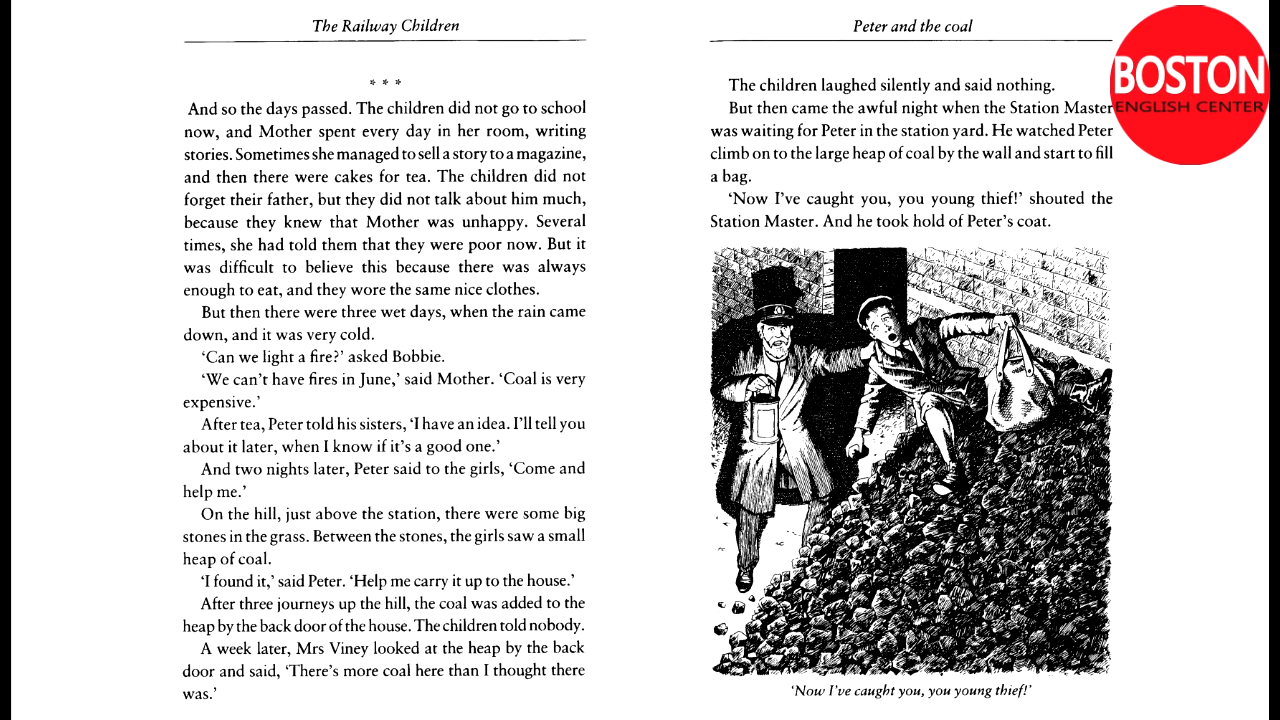 The Railway Children
* * *
And so the days passed. The children did not go to school
now, and Mother spent every day in her room, writing
stories. Sometimes she managed to sell a story to a magazine,
and then there were cakes for tea. The children did not
forget their father, but they did not talk about him much,
because they knew that Mother was unhappy. Several
times, she had told them that they were poor now. But it
was difficult to believe this because there was always
enough to eat, and they wore the same nice clothes.
But then there were three wet days, when the rain came
down, and it was very cold.
‘Can we light a fire?’ asked Bobbie.
‘We can’t have fires in June,’ said Mother. ‘Coal is very
expensive.’
After tea, Peter told his sisters, ‘I have an idea. I’ll tell you
about it later, when I know if it’s a good one.’
And two nights later, Peter said to the girls, ‘Come and
help me.’
On the hill, just above the station, there were some big
stones in the grass. Between the stones, the girls saw a small
heap of coal.
‘I found it,’ said Peter. ‘Help me carry it up to the house.’
After three journeys up the hill, the coal was added to the
heap by the back door of the house. The children told nobody.
A week later, Mrs Viney looked at the heap by the back
door and said, ‘There’s more coal here than I thought there
was.’
Peter and the coal
The children laughed silently and said nothing.
But then came the awful night when the Station Master
was waiting for Peter in the station yard. He watched Peter
climb on to the large heap of coal by the wall and start to fill
a bag.
‘Now I’ve caught you, you young thief!’ shouted the
Station Master. And he took hold of Peter’s coat.
‘Now I’ve caught you, you young thief!’
BOSTON
ENGLISH CENTER